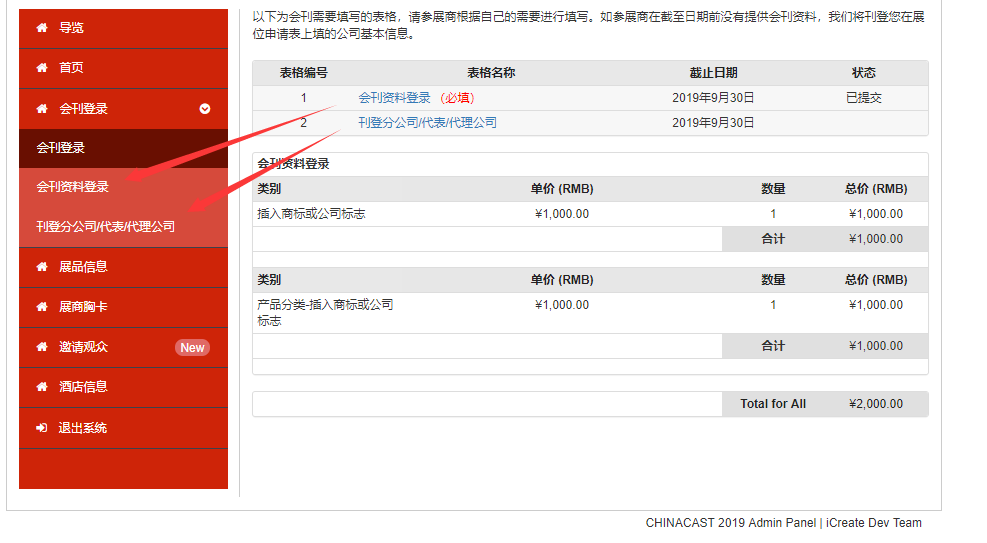 导览
首页
会刊登录
会刊登录
会刊资料登录
刊登分公司/代表/代理公司
展品信息
展商胸卡
邀请观众 New
酒店信息
退出系统
以下为会刊需要填写的表格，请参展商根据自己的需要进行填写。如参展商在截至日期前没有提供会刊资料，我们将刊登您在展
位申请表上填的公司基本信息。
表格编号 表格名称 截止日期 状态
1 会刊资料登录 （必填） 2019年9月30日 已提交
2 刊登分公司/代表/代理公司 2019年9月30日
会刊资料登录
类别 单价 (RMB) 数量 总价 (RMB)
插入商标或公司标志 ¥1,000.00 1 ¥1,000.00
合计 ¥1,000.00
类别 单价 (RMB) 数量 总价 (RMB)
产品分类-插入商标或公司 ¥1,000.00 1 ¥1,000.00
标志
合计 ¥1,000.00
Total for All ¥2,000.00
CHINACAST 2019 Admin Panel | iCreate Dev Team